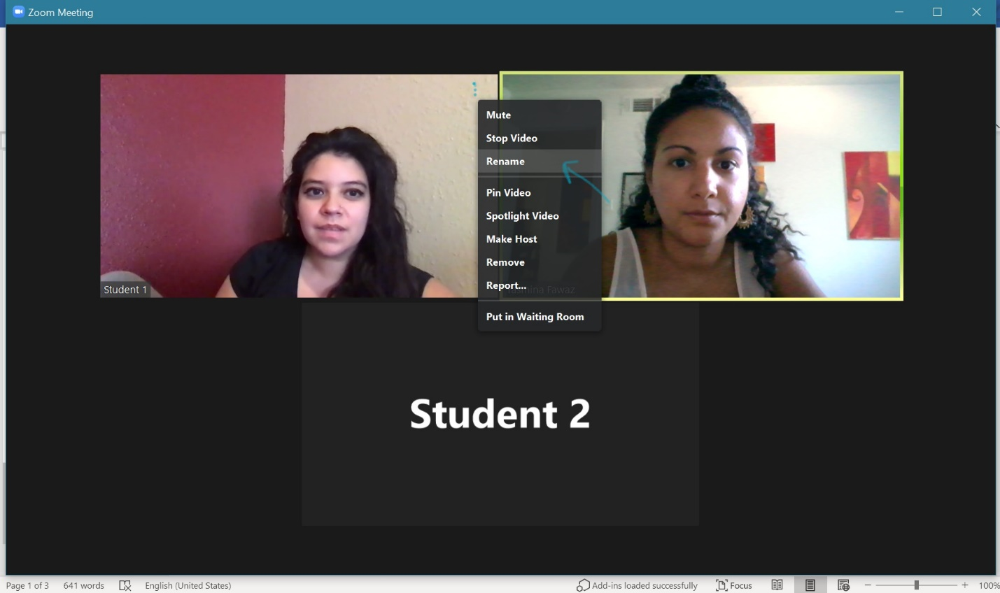 Zoom Meeting
Mute
Stop Video
Rename
Pin Video
Spotlight Video
Make Host
Remove
Report...
Put in Waiting Room
Student 1
Fawaz
Student 2
Page 1 of 3
641 words
English (United States)
Add-ins loaded successfully
Focus
100%